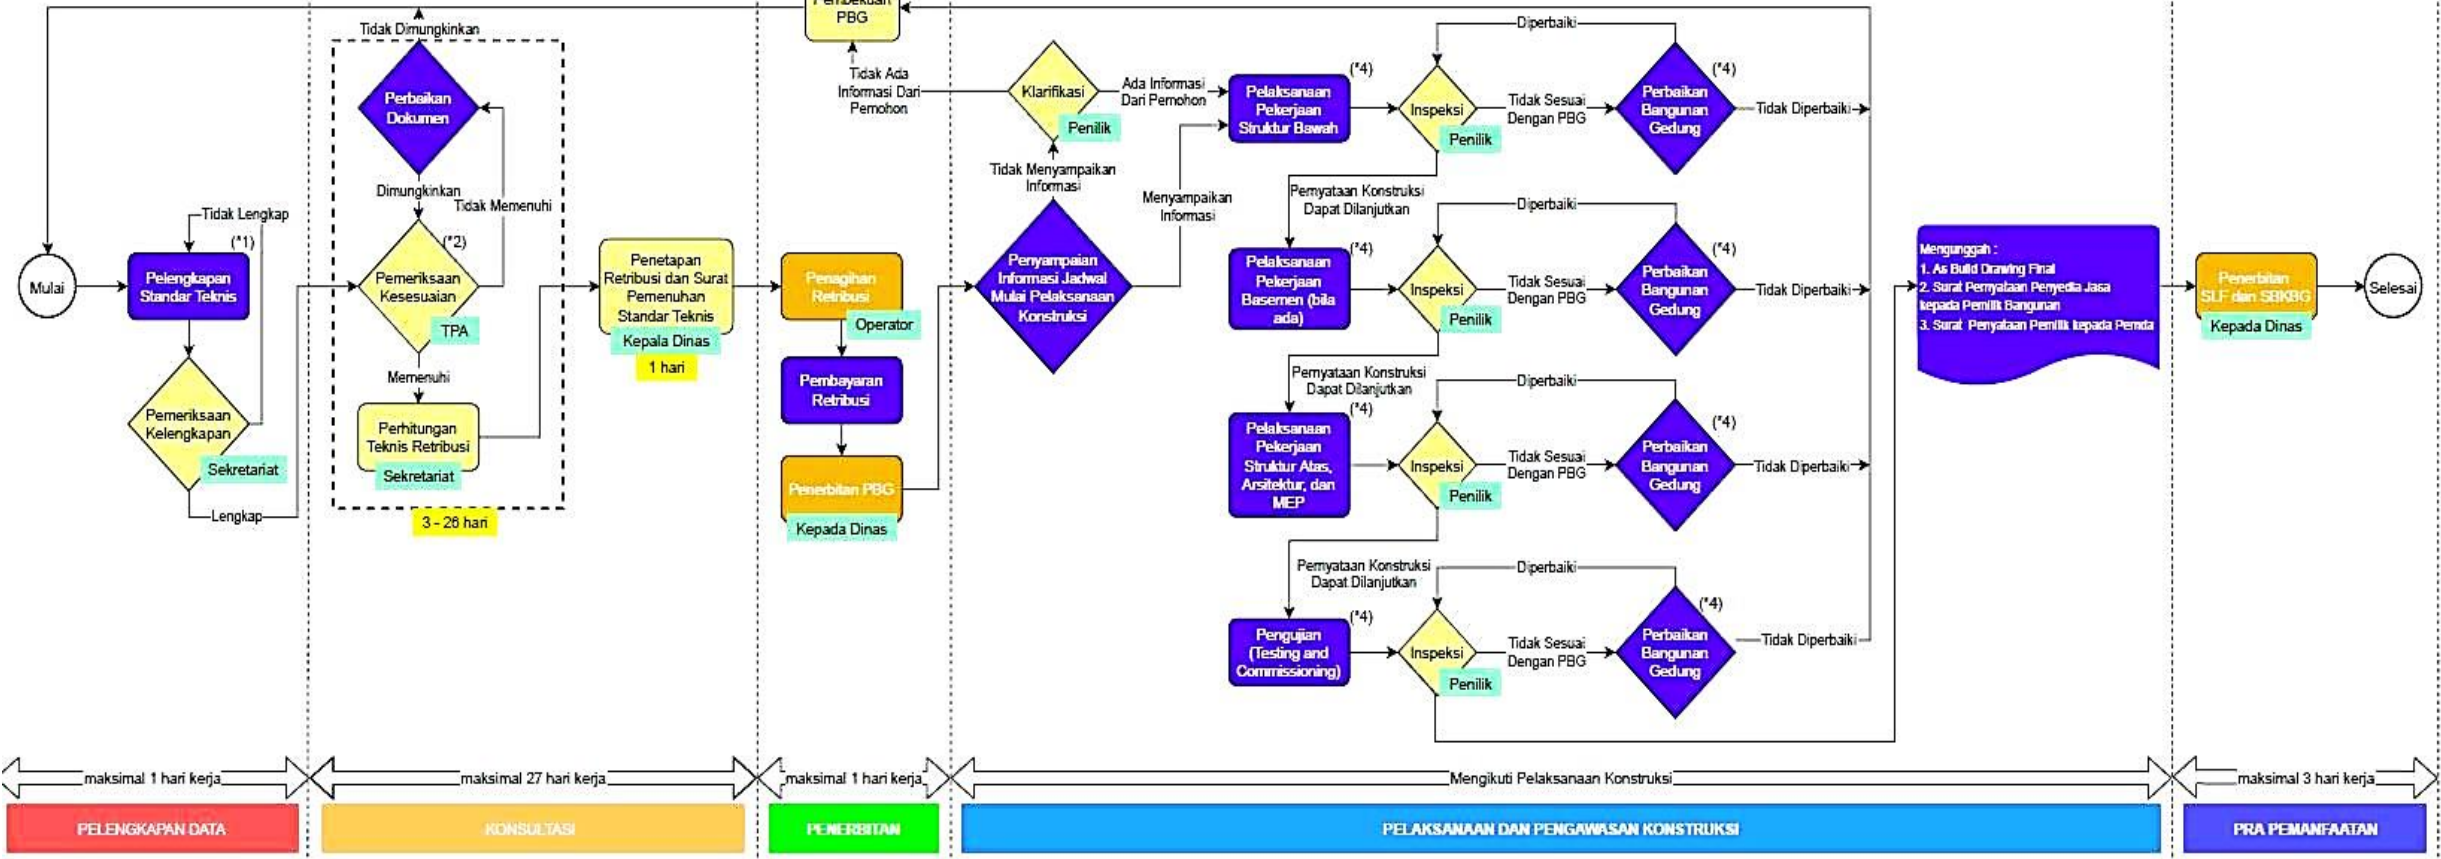 PBG
Tidak Dimungkinkan
Perbaikan
Dokumen
Dimungkinkan
Tidak Memenuhi
Tidak Lengkap
(*1)
Mulai
Pelengkapan
Standar Teknis
Pemeriksaan
Kelengkapan
Sekretariat
Lengkap
(*2)
Pemeriksaan
Kesesuaian
TPA
Memenuhi
Perhitungan
Teknis Retribusi
Sekretariat
3 - 26 hari
Penetapan
Retribusi dan Surat
Pemenuhan
Standar Teknis
Kepala Dinas
1 hari
Penagihan
Retribusi
Operator
Pembayaran
Retribusi
Penerbitan PBG
Kepada Dinas
Tidak Ada
Informasi Dari
Pemohon
Klarifikasi
Penilik
Ada Informasi
Dari Pemohon
Tidak Menyampaikan
Informasi
Menyampaikan
Informasi
Penyampaian
Informasi Jadwal
Mulai Pelaksanaan
Konstruksi
Pelaksanaan
Pekerjaan
Struktur Bawah
(*4)
Inspeksi
Penilik
Tidak Sesuai
Dengan PBG
Diperbaiki
Perbaikan
Bangunan
Gedung
(*4)
Tidak Diperbaiki
Pernyataan Konstruksi
Dapat Dilanjutkan
Pelaksanaan
Pekerjaan
Basemen (bila
ada)
(*4)
Inspeksi
Penilik
Tidak Sesuai
Dengan PBG
Diperbaiki
Perbaikan
Bangunan
Gedung
(*4)
Tidak Diperbaiki
Pernyataan Konstruksi
Dapat Dilanjutkan
Pelaksanaan
Pekerjaan
Struktur Atas,
Arsitektur, dan
MEP
(*4)
Inspeksi
Penilik
Tidak Sesuai
Dengan PBG
Diperbaiki
Perbaikan
Bangunan
Gedung
(*4)
Tidak Diperbaiki
Pernyataan Konstruksi
Dapat Dilanjutkan
Pengujian
(Testing and
Commissioning)
(*4)
Inspeksi
Penilik
Tidak Sesuai
Dengan PBG
Diperbaiki
Perbaikan
Bangunan
Gedung
(*4)
Tidak Diperbaiki
Mengunggah :
1. As Build Drawing Final
2. Surat Pernyataan Penyedia Jasa
kepada Pemilik Bangunan
3. Surat Penyataan Pemilik kepada Pemda
Penerbitan
SLF dan SBKBG
Kepada Dinas
Selesai
maksimal 1 hari kerja
maksimal 27 hari kerja
maksimal 1 hari kerja
Mengikuti Pelaksanaan Konstruksi
maksimal 3 hari kerja
PELENGKAPAN DATA
KONSULTASI
PENERBITAN
PELAKSANAAN DAN PENGAWASAN KONSTRUKSI
PRA PEMANFAATAN